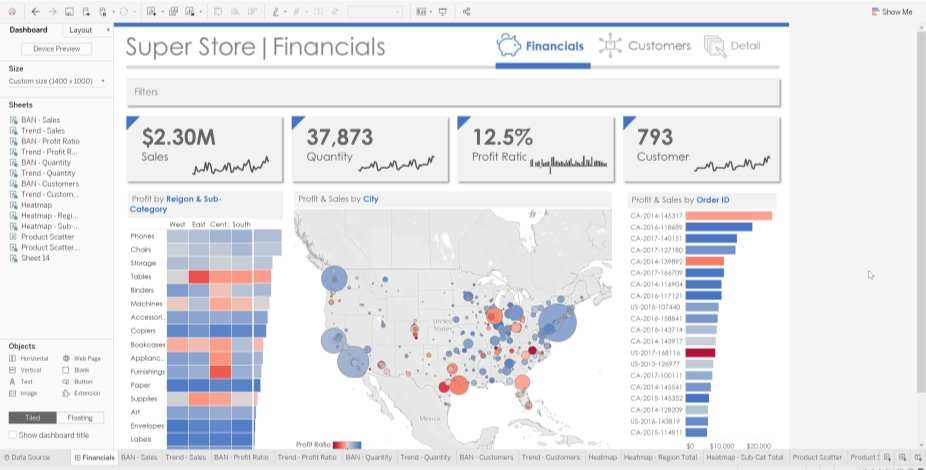 Show Me
Dashboard Layout
Device Preview
Size
Custom size (1400 x 1000)
Sheets
BAN - Sales
Trend - Sales
BAN - Profit Ratio
Trend - Profit R...
BAN - Quantity
Trend - Quantity
BAN - Customers
Trend - Custom...
Heatmap
Heatmap - Regi...
Heatmap - Sub-...
Product Scatter
Product Scatter...
Sheet 14
Objects
Horizontal Web Page
Vertical Blank
Text Button
Image Extension
Tiled Floating
Show dashboard title
Super Store|Financials
Financials Customers Detail
Filters
$2.30M
Sales
37,873
Quantity
12.5%
Profit Ratio
793
Customer
Profit by Reigon & Sub-
Category
West East Cent.. South
Phones
Chairs
Storage
Tables
Binders
Machines
Accessori..
Copiers
Bookcases
Applianc..
Furnishings
Paper
Supplies
Art
Envelopes
Labels
Profit & Sales by City
United
States
Mexico
Profit Ratio
Profit & Sales by Order ID
CA-2014-145317
CA-2016-118689
CA-2017-140151
CA-2017-127180
CA-2014-139892
CA-2017-166709
CA-2014-116904
CA-2016-117121
US-2016-107440
CA-2016-158841
CA-2016-143714
CA-2014-143917
US-2017-168116
US-2015-126977
CA-2017-100111
CA-2014-145541
CA-2015-145352
CA-2014-128209
US-2016-143819
CA-2015-114811
$0 $10,000 $20,000
Data Source Financials BAN - Sales Trend - Sales BAN - Profit Ratio Trend - Profit Ratio BAN - Quantity Trend - Quantity BAN - Customers Trend - Customers Heatmap Heatmap - Region Total Heatmap - Sub-Cat Total Product Scatter